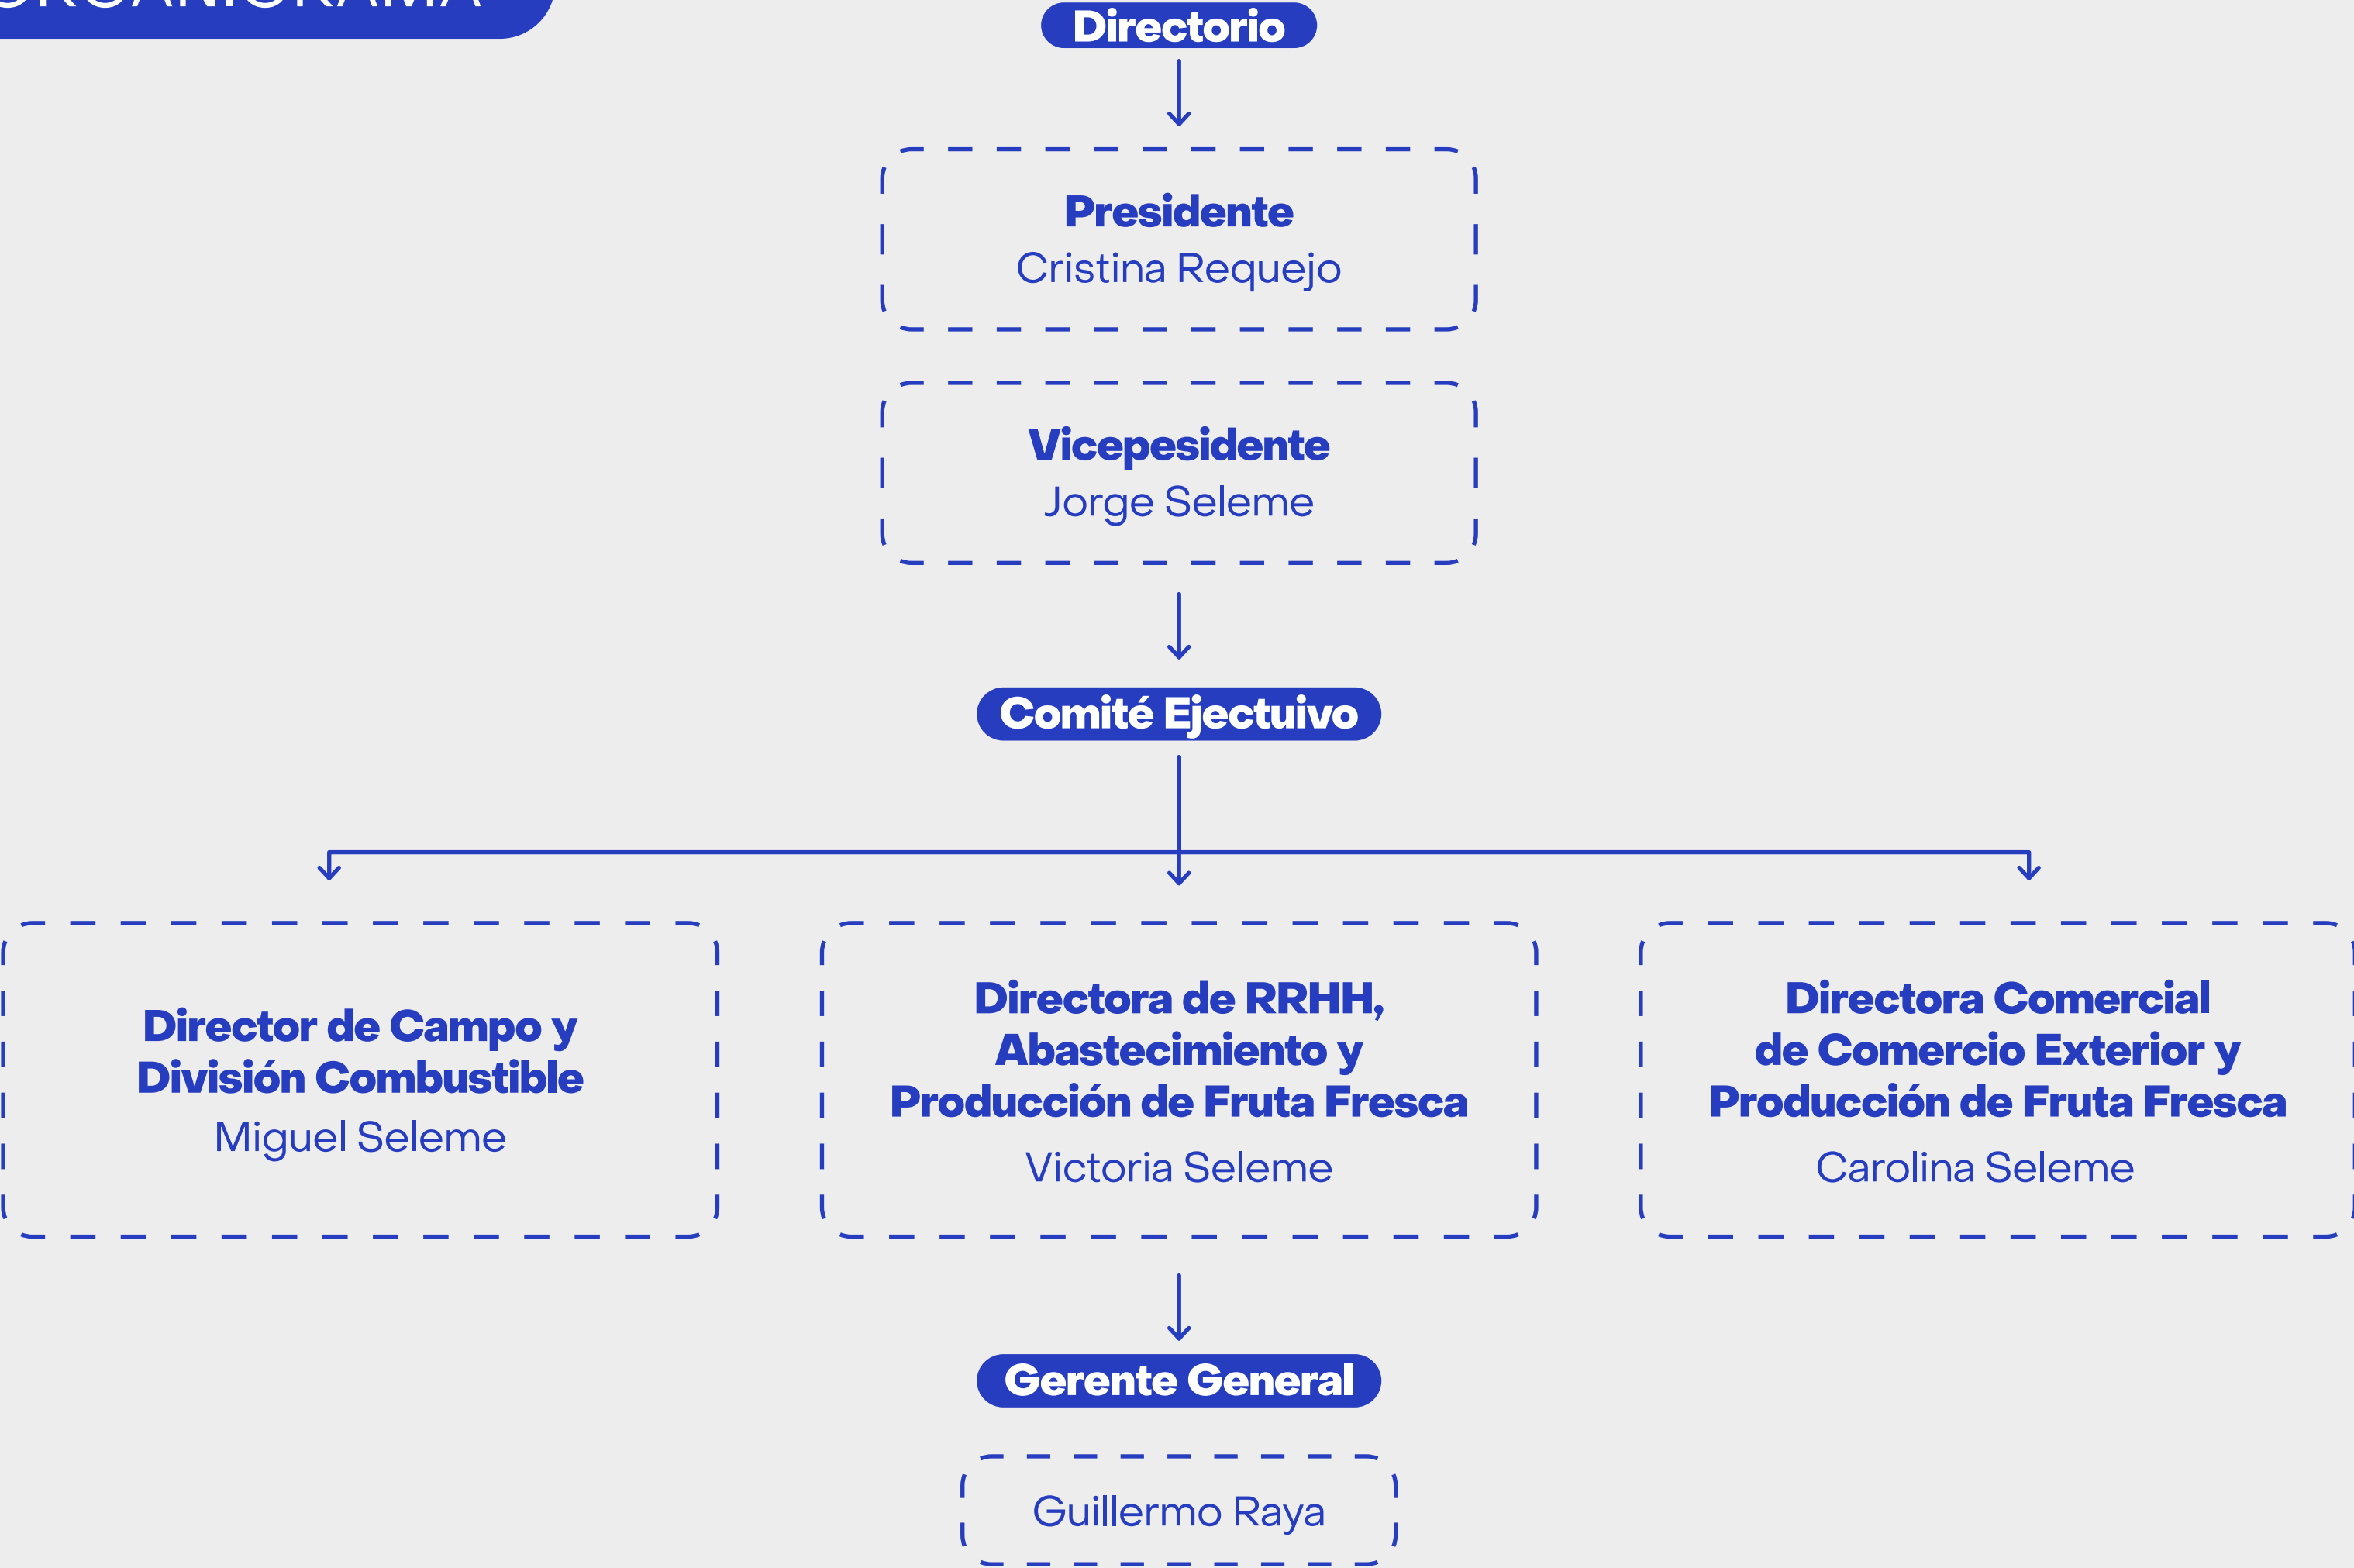 Directorio
Presidente
Cristina Requejo
Vicepesidente
Jorge Seleme
Comité Ejectuivo
Director de Campo y
División Combustible
Miguel Seleme
Directora de RRHH,
Abastecimiento y
Producción de Fruta Fresca
Victoria Seleme
Directora Comercial
de Comercio Exterior y
Producción de Fruta Fresca
Carolina Seleme
Gerente General
Guillermo Raya